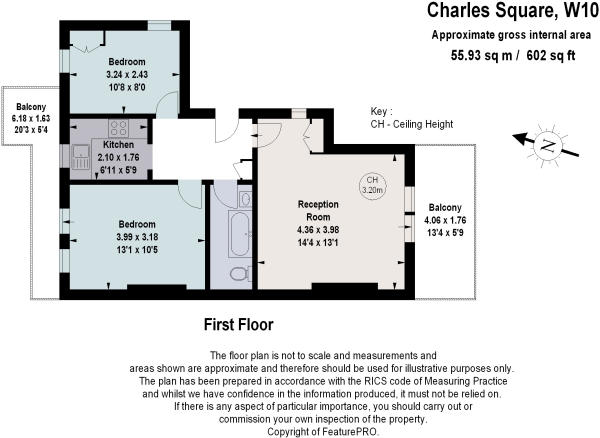 Charles Square, W10
Approximate gross internal area
55.93 sq m / 602 sq ft
Key :
CH - Ceiling Height
N
Bedroom
3.24 x 2.43
10'8 x 8'0
Balcony
6.18 x 1.63
20'3 x 5'4
Kitchen
2.10 x 1.76
6'11 x 5'9
CH
3.20m
Reception
Room
4.36 x 3.98
14'4 x 13'1
Balcony
4.06 x 1.76
13'4 x 5'9
Bedroom
3.99 x 3.18
13'1 x 10'5
First Floor
The floor plan is not to scale and measurements and
areas shown are approximate and therefore should be used for illustrative purposes only.
The plan has been prepared in accordance with the RICS code of Measuring Practice
and whilst we have confidence in the information produced, it must not be relied on.
If there is any aspect of particular importance, you should carry out or
commission your own inspection of the property.
Copyright of FeaturePRO.